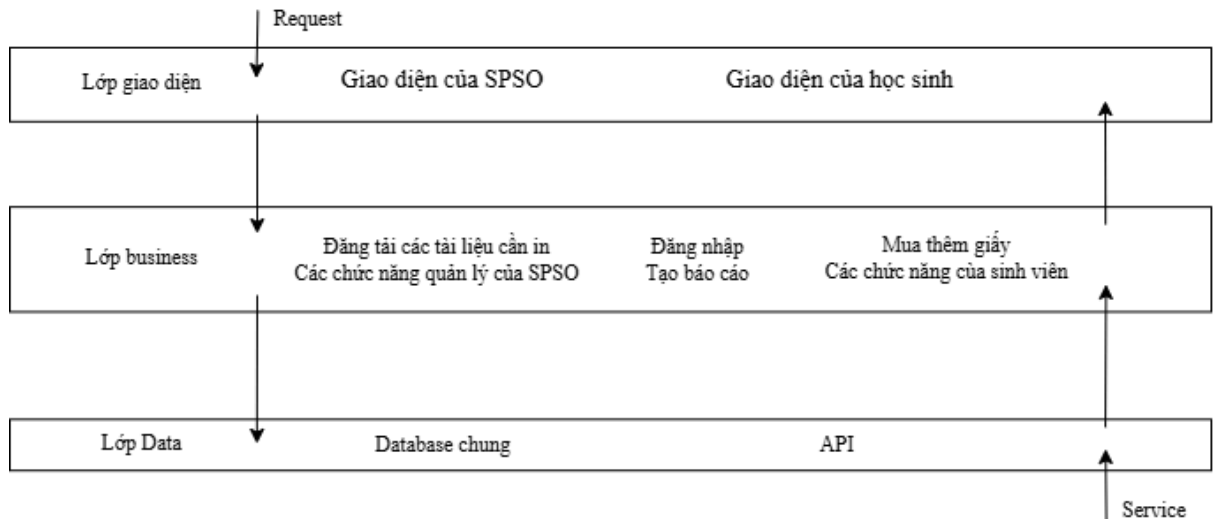 Request
Lớp giao diện
Giao diện của SPSO
Giao diện của học sinh
Lớp business
Đăng tải các tài liệu cần in
Các chức năng quản lý của SPSO
Đăng nhập
Tạo báo cáo
Mua thêm giấy
Các chức năng của sinh viên
Lớp Data
Database chung
API
Service